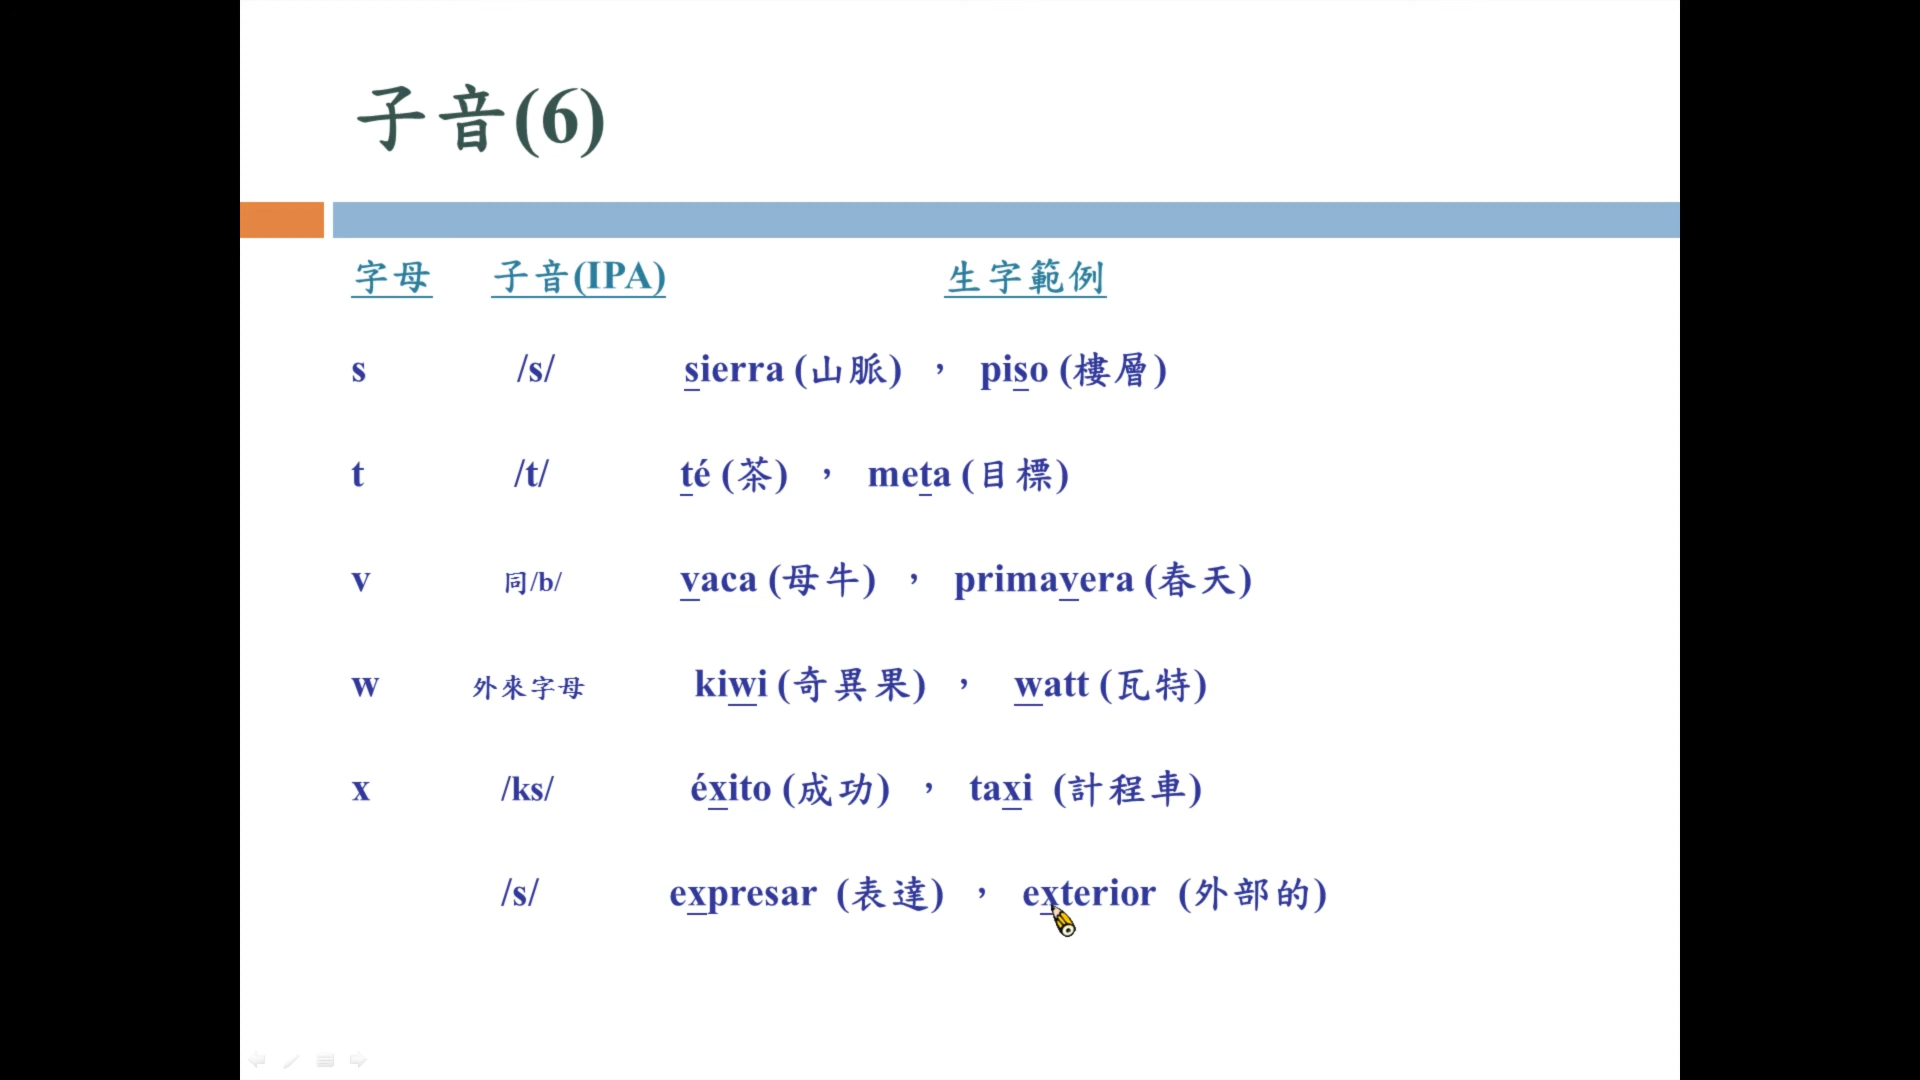 子音(6)
字母 子音(IPA) 生字範例
s /s/ sierra (山脈) ， piso (樓層)
t /t/ té (茶) ， meta (目標)
v 同/b/ vaca (母牛) ， primavera (春天)
w 外來字母 kiwi (奇異果) ， watt (瓦特)
x /ks/ éxito (成功) ， taxi (計程車)
/s/ expresar (表達) ， exterior (外部的)